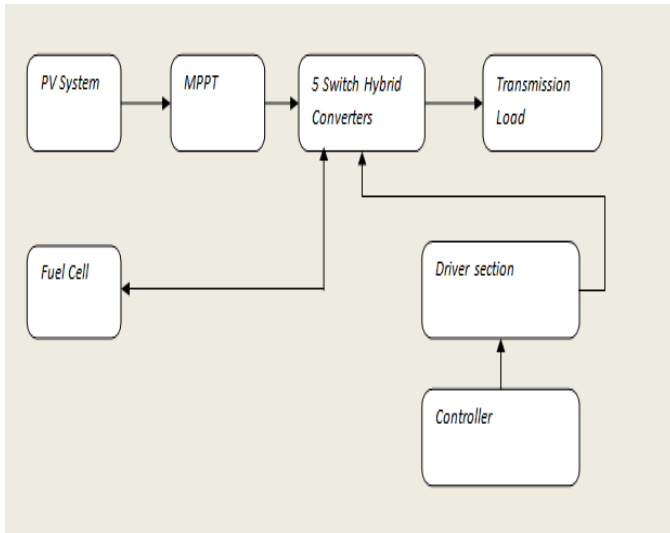 PV System
MPPT
5 Switch Hybrid
Converters
Transmission
Load
Fuel Cell
Driver section
Controller